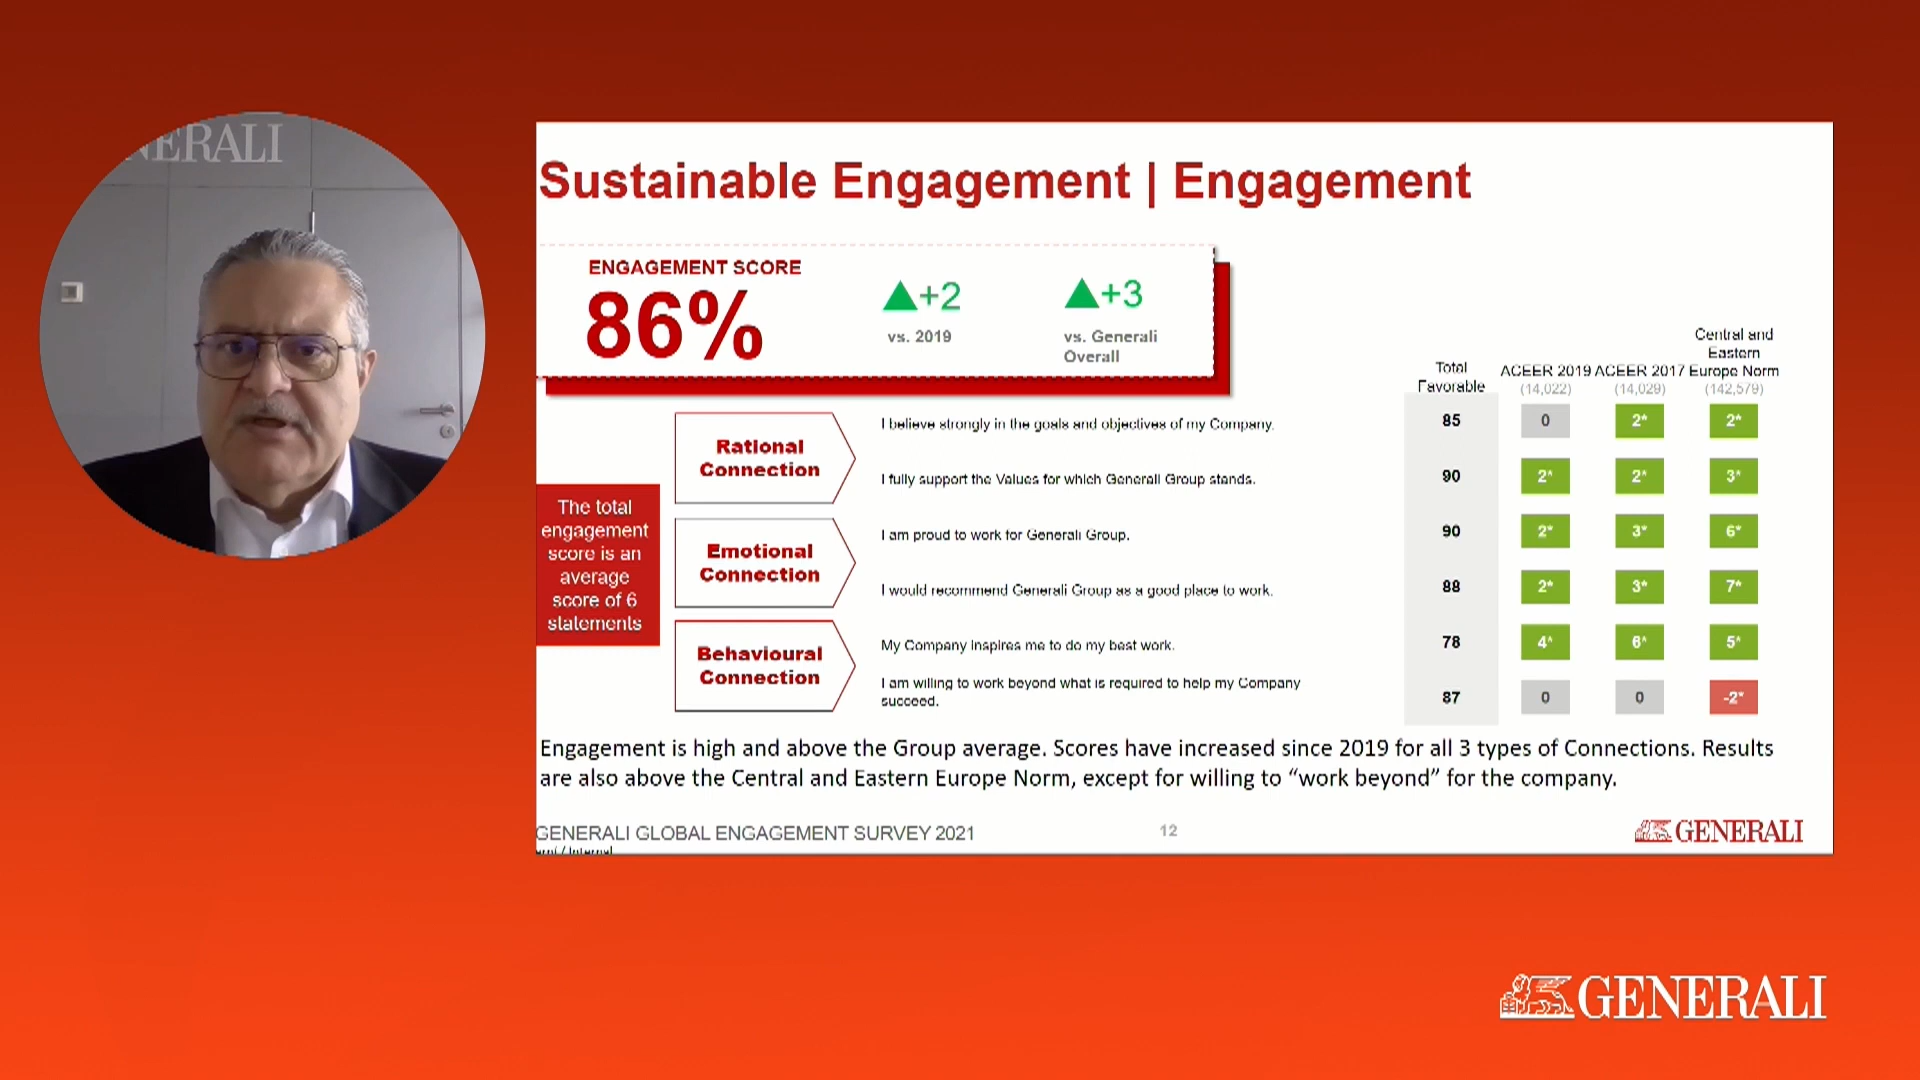 NERALI
Sustainable Engagement | Engagement
ENGAGEMENT SCORE
86%
+2
vs. 2019
+3
vs. Generali
Overall
Total
Favorable
ACEER 2019
(14,022)
ACEER 2017
(14,029)
Central and
Eastern
Europe Norm
(142,579)
The total
engagement
score is an
average
score of 6
statements
Rational
Connection
I believe strongly in the goals and objectives of my Company.
85 0 2* 2*
I fully support the Values for which Generali Group stands.
90 2* 2* 3*
Emotional
Connection
I am proud to work for Generali Group.
90 2* 3* 6*
I would recommend Generali Group as a good place to work.
88 2* 3* 7*
Behavioural
Connection
My Company inspires me to do my best work.
78 4* 6* 5*
I am willing to work beyond what is required to help my Company
succeed.
87 0 0 -2*
Engagement is high and above the Group average. Scores have increased since 2019 for all 3 types of Connections. Results
are also above the Central and Eastern Europe Norm, except for willing to “work beyond” for the company.
GENERALI GLOBAL ENGAGEMENT SURVEY 2021
12
GENERALI
/ Internal
GENERALI